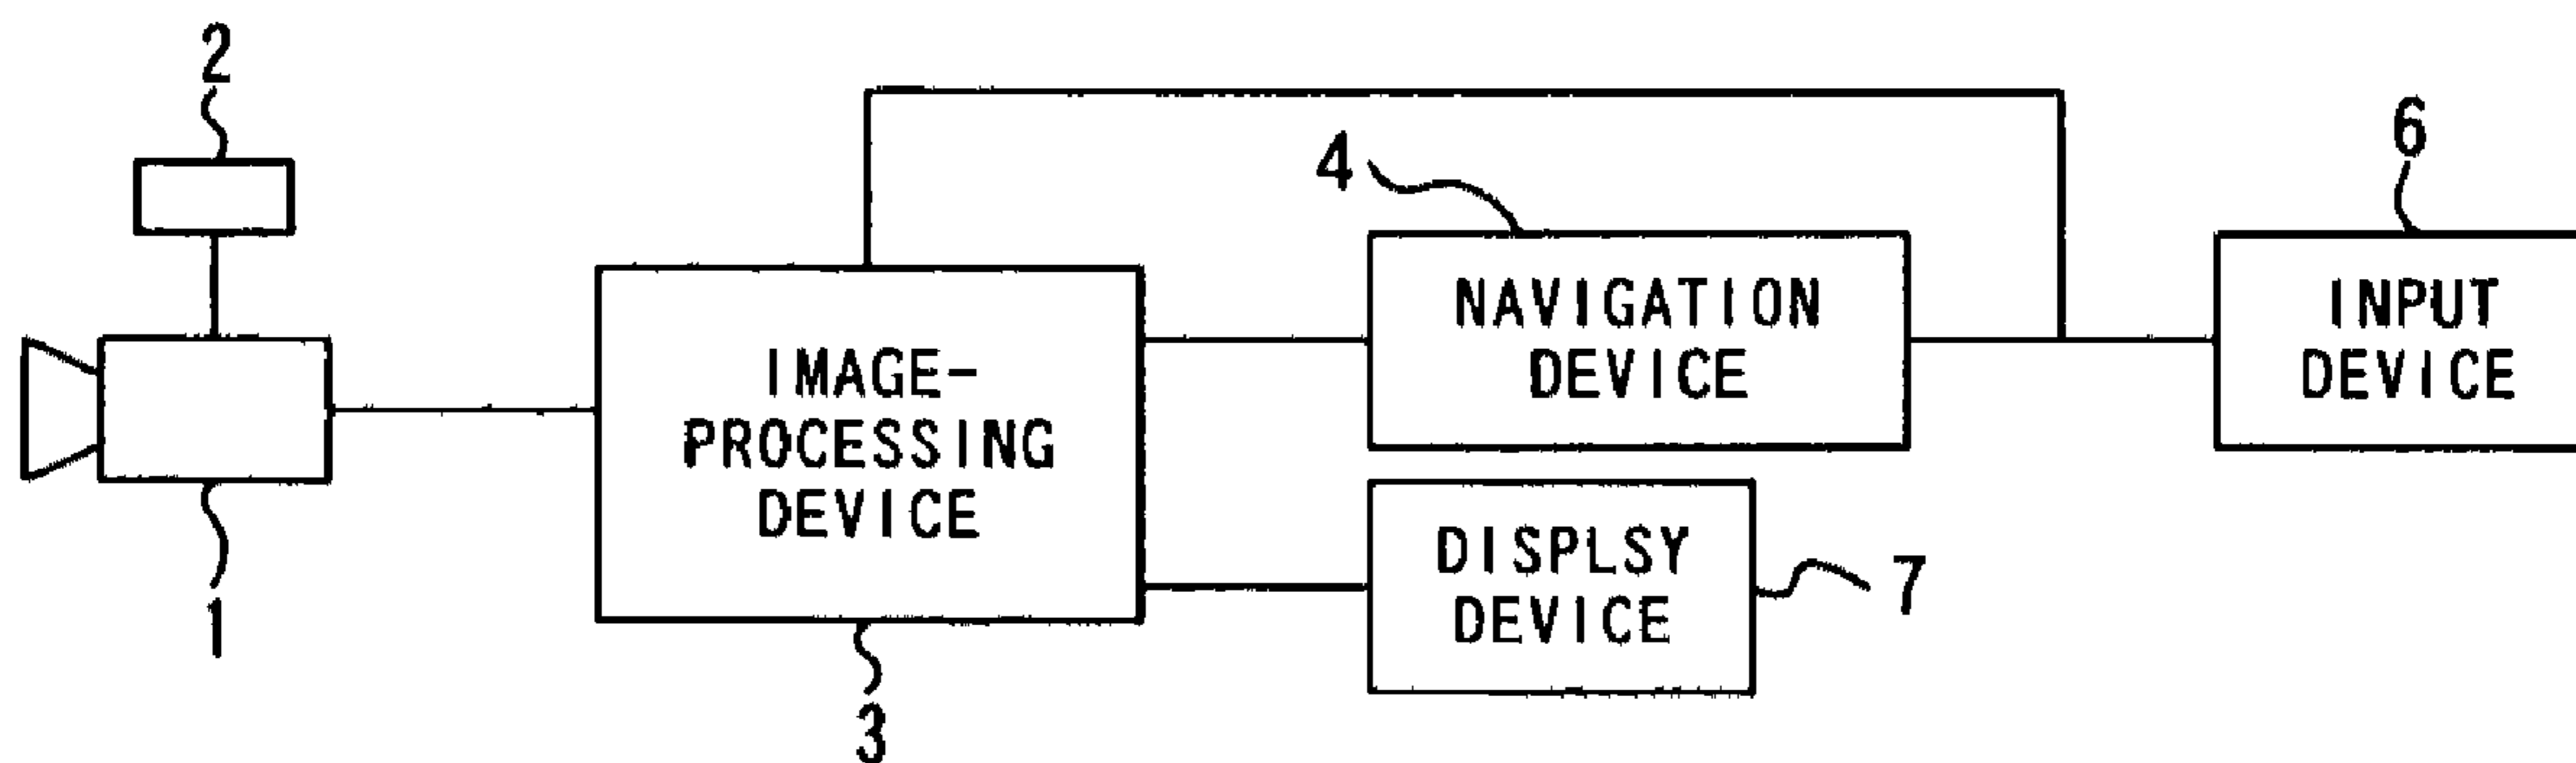 2
4
6
NAVIGATION
DEVICE
INPUT
DEVICE
IMAGE-
PROCESSING
DEVICE
DISPLSY
DEVICE
7
1
3